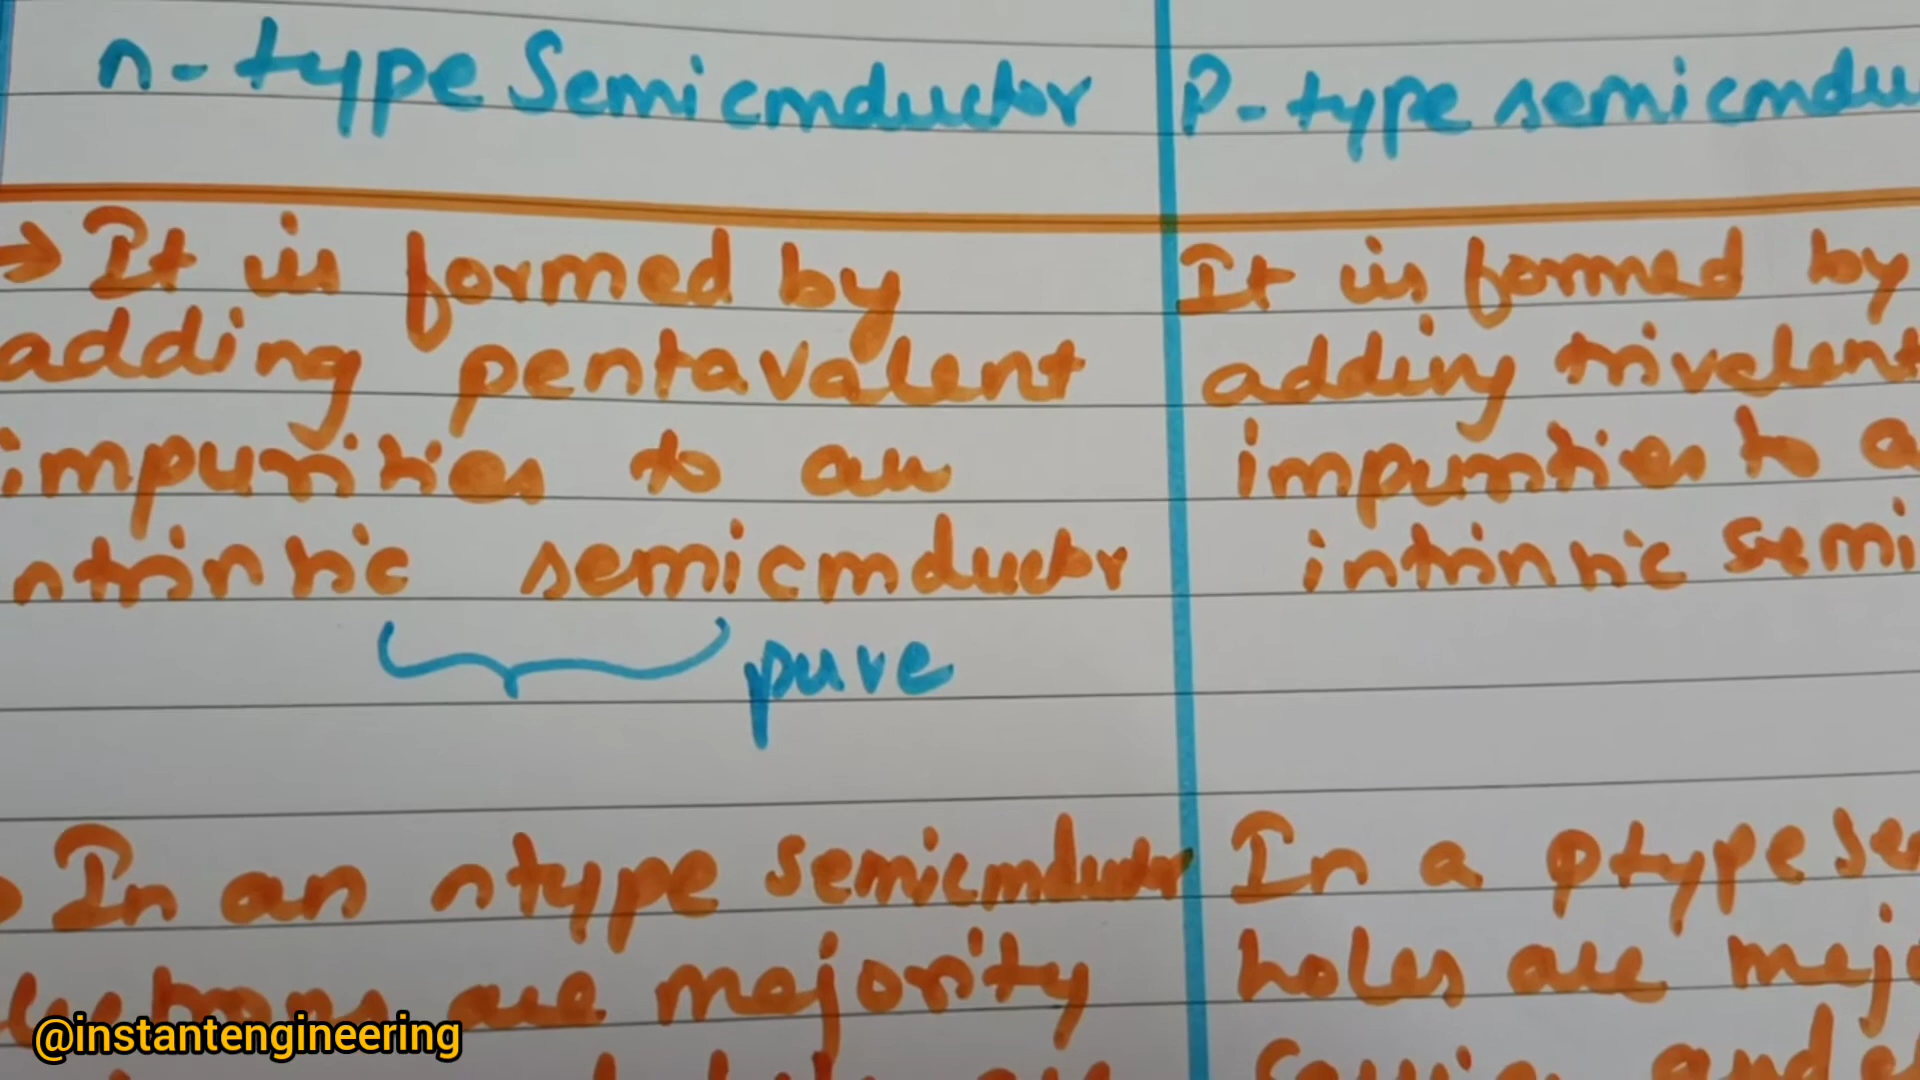 n-type Semiconductor
→ It is formed by
adding pentavalent
impurities to an
ntrinsic semiconductor
pure
In an ntype semiconductor
lectrons are majority
P-type semicondu
It is formed by
adding trivalent
impurities to a
intrinsic semi
In a ptype se
holes are majo
@instantengineering